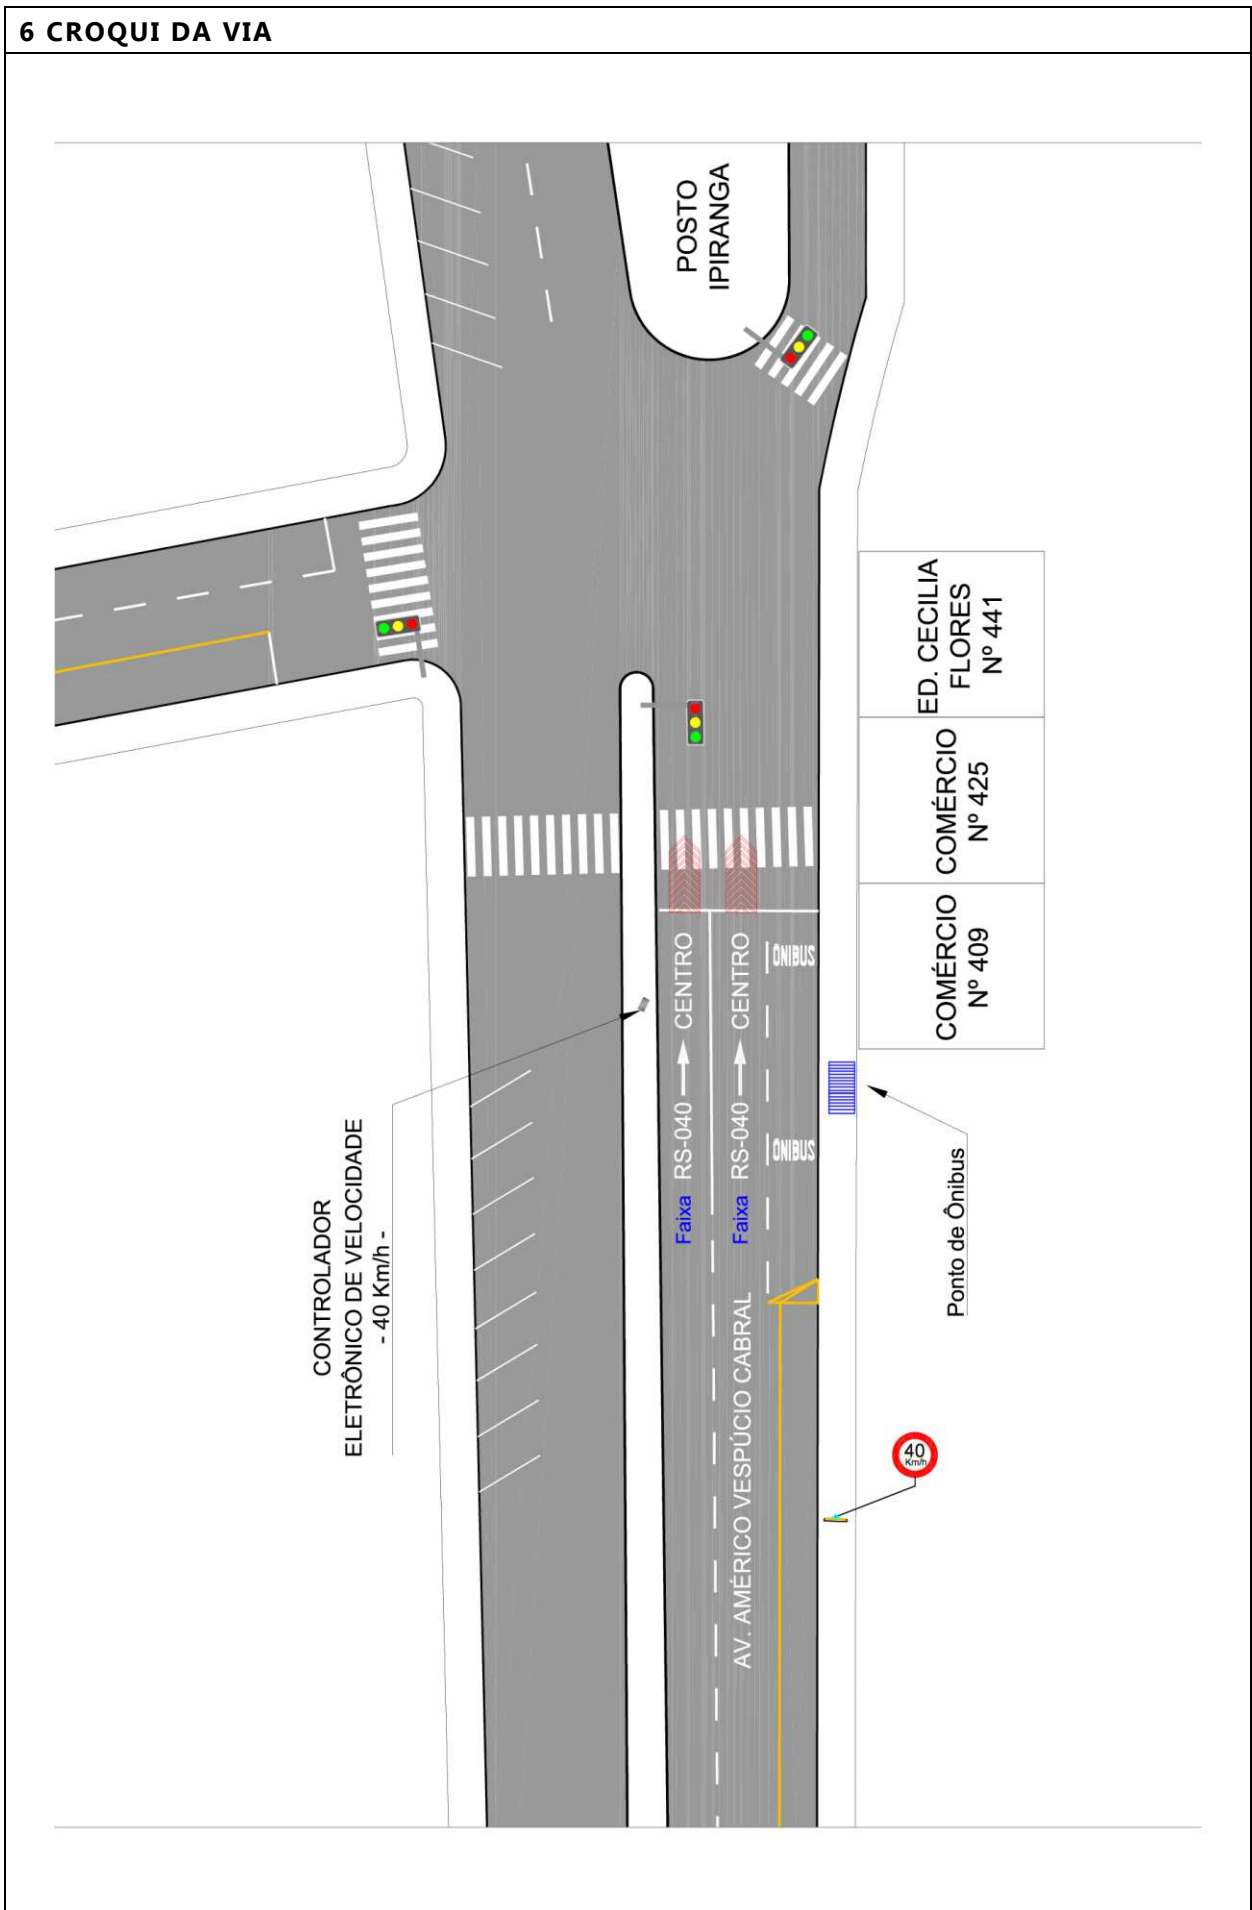 6 CROQUI DA VIA
POSTO
IPIRANGA
ED. CECILIA
FLORES
Nº 441
COMÉRCIO
Nº 425
COMÉRCIO
Nº 409
RS-040 CENTRO
RS-040 CENTRO
Faixa
Faixa
ÔNIBUS
ÔNIBUS
CONTROLADOR
ELETRÔNICO DE VELOCIDADE
- 40 Km/h -
Ponto de Ônibus
AV. AMÉRICO VESPÚCIO CABRAL
40
Km/h